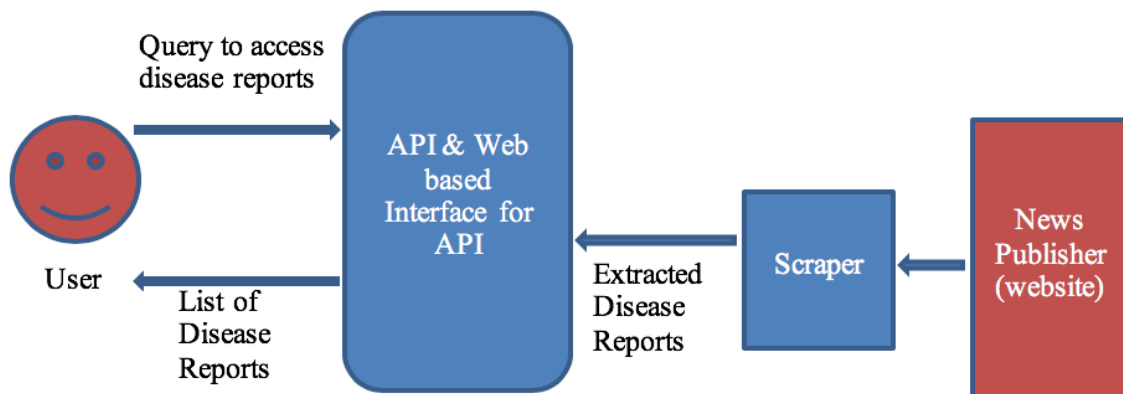 Query to access
disease reports
User
List of
Disease
Reports
API & Web
based
Interface for
API
Extracted
Disease
Reports
Scraper
News
Publisher
(website)